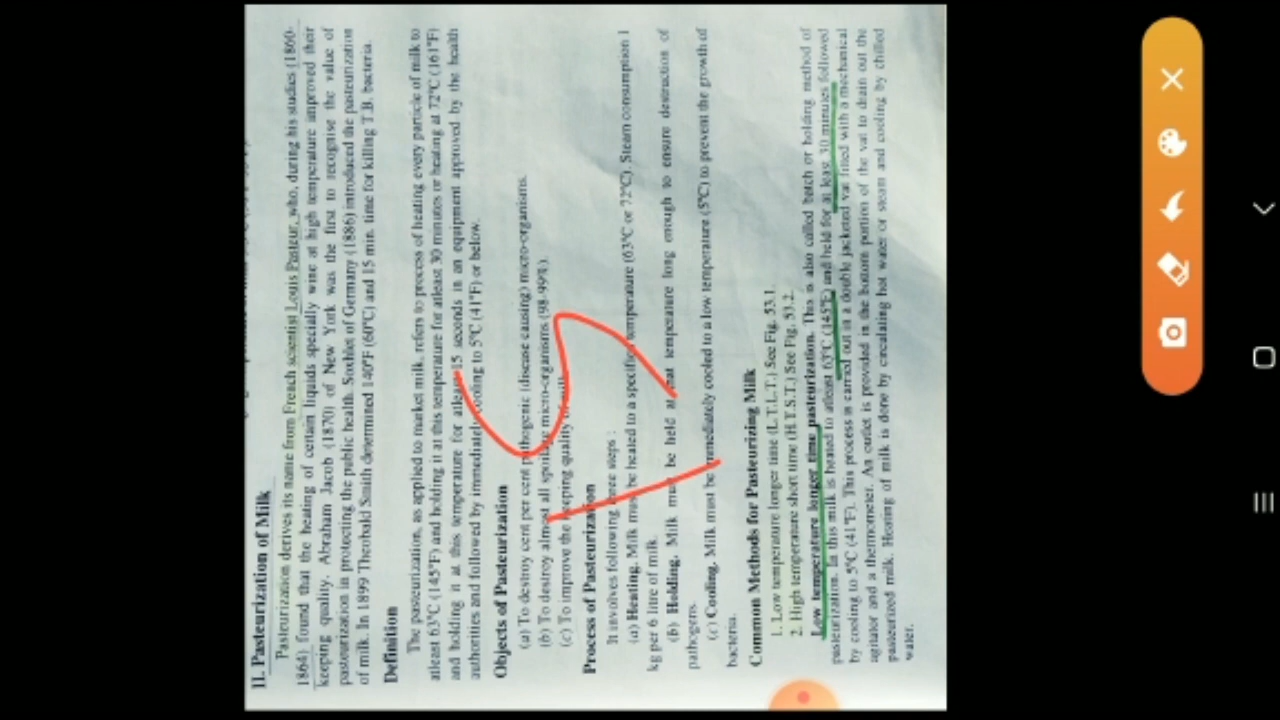 II. Pasteurization of Milk
Pasteurization derives its name from French scientist Louis Pasteur, who, during his studies (1860-
1864) found that the heating of certain liquids specially wine at high temperature improved their
keeping quality. Abraham Jacob (1870) of New York was the first to recognise the value of
pasteurization in protecting the public health. Soxhlet of Germany (1886) introduced the pasteurization
of milk. In 1899 Theobald Smith determined 140°F (60°C) and 15 min. time for killing T.B. bacteria.
Definition
The pasteurization, as applied to market milk, refers to process of heating every particle of milk to
atleast 63°C (145°F) and holding it at this temperature for atleast 30 minutes or heating at 72°C (161°F)
and holding it at this temperature for atleast 15 seconds in an equipment approved by the health
authorities and followed by immediately cooling to 5°C (41°F) or below.
Objects of Pasteurization
(a) To destroy cent per cent pathogenic (disease causing) micro-organisms.
(b) To destroy almost all spoilage micro-organisms (98-99%).
(c) To improve the keeping quality of milk.
Process of Pasteurization
It involves following three steps :
(a) Heating. Milk must be heated to a specific temperature (63°C or 72°C). Steam consumption 1
kg per 6 litre of milk.
(b) Holding. Milk must be held at that temperature long enough to ensure destruction of
pathogens.
(c) Cooling. Milk must be immediately cooled to a low temperature (5°C) to prevent the growth of
bacteria.
Common Methods for Pasteurizing Milk
1. Low temperature longer time (L.T.L.T.) See Fig. 53.1.
2. High temperature short time (H.T.S.T.) See Fig. 53.2.
Low temperature longer time pasteurization. This is also called batch or holding method of
pasteurization. In this milk is heated to atleast 63°C (145°F) and held for at least 30 minutes followed
by cooling to 5°C (41°F). This process is carried out in a double jacketed vat fitted with a mechanical
agitator and a thermometer. An outlet is provided in the bottom portion of the vat to drain out the
pasteurized milk. Heating of milk is done by circulating hot water or steam and cooling by chilled
water.